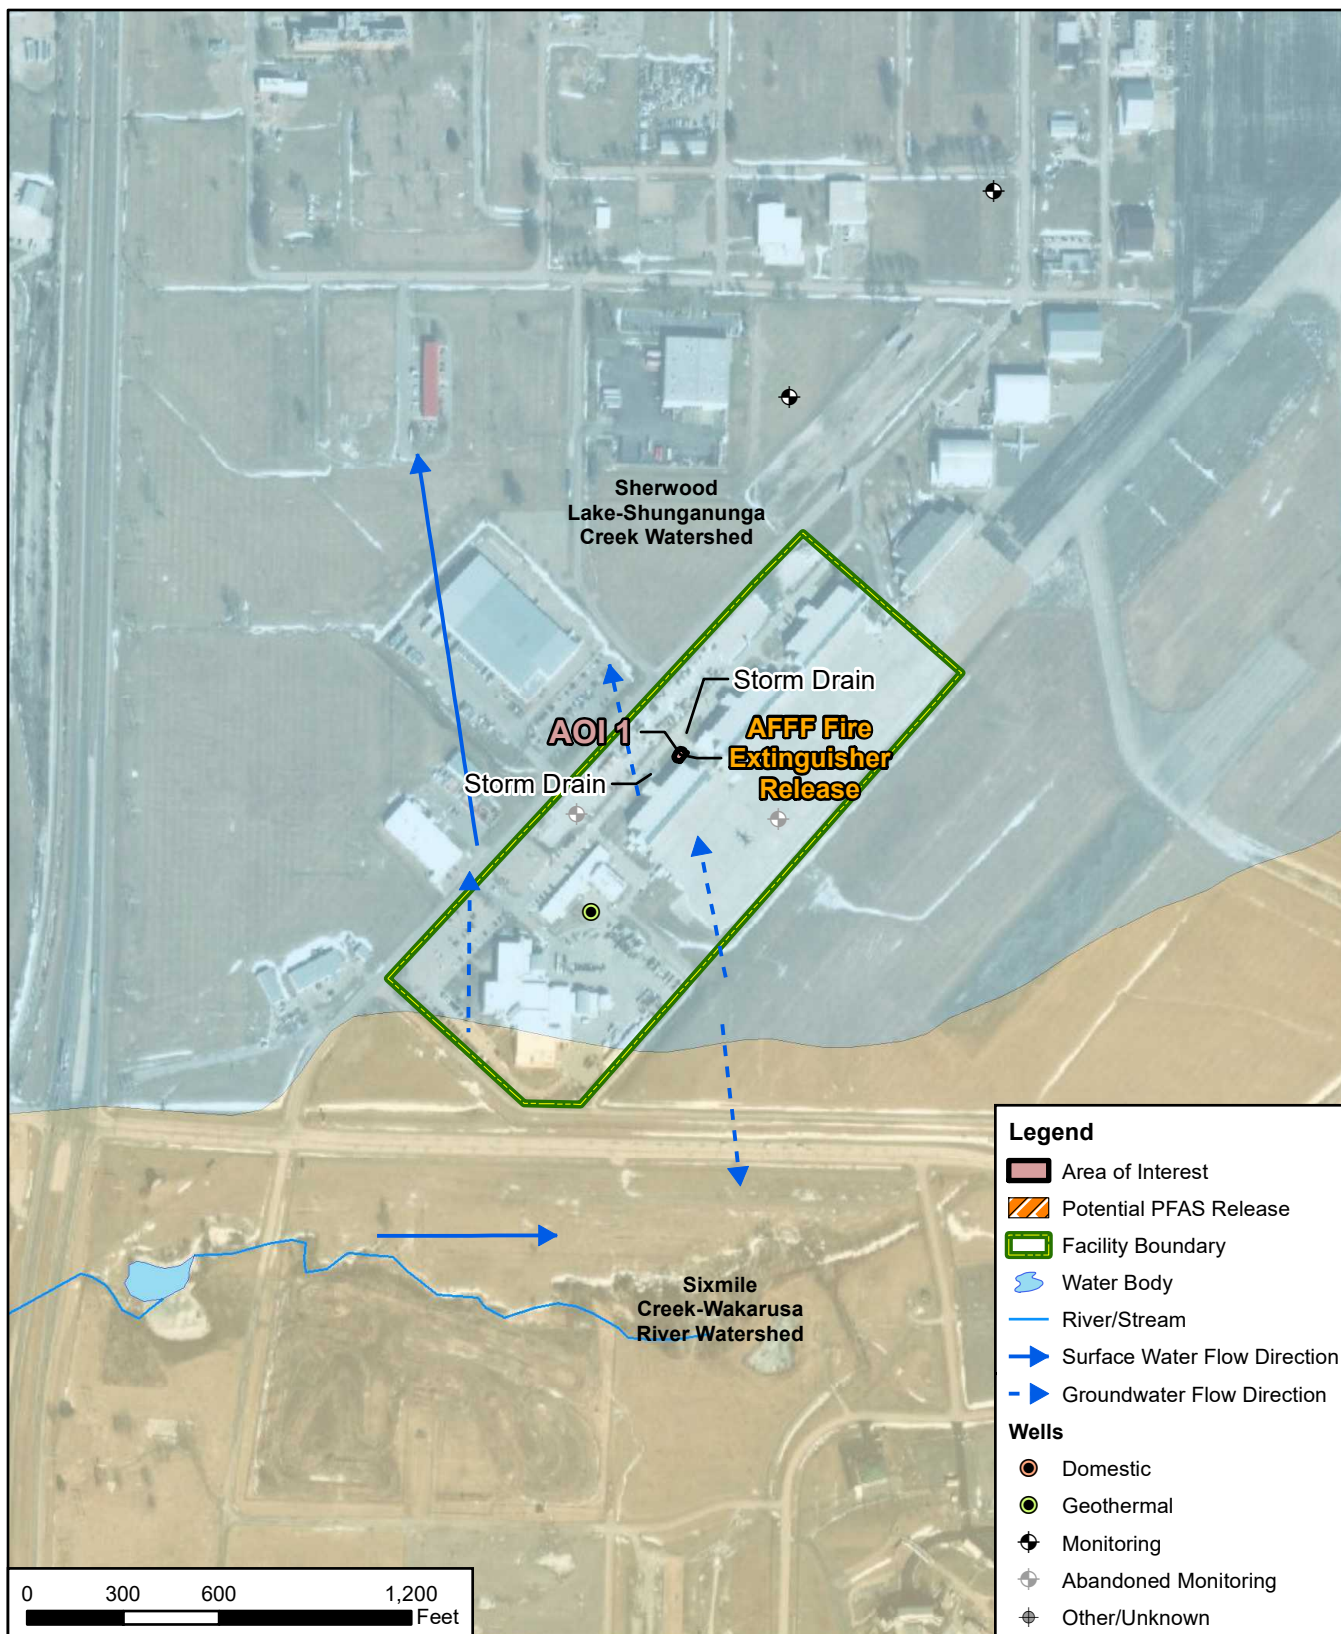 Sherwood
Lake-Shunganunga
Creek Watershed
Storm Drain
AOI 1
AFFF Fire
Extinguisher
Release
Storm Drain
Sixmile
Creek-Wakarusa
River Watershed
Legend
Area of Interest
Potential PFAS Release
Facility Boundary
Water Body
River/Stream
Surface Water Flow Direction
Groundwater Flow Direction
Wells
Domestic
Geothermal
Monitoring
Abandoned Monitoring
Other/Unknown
0 300 600 1,200
Feet